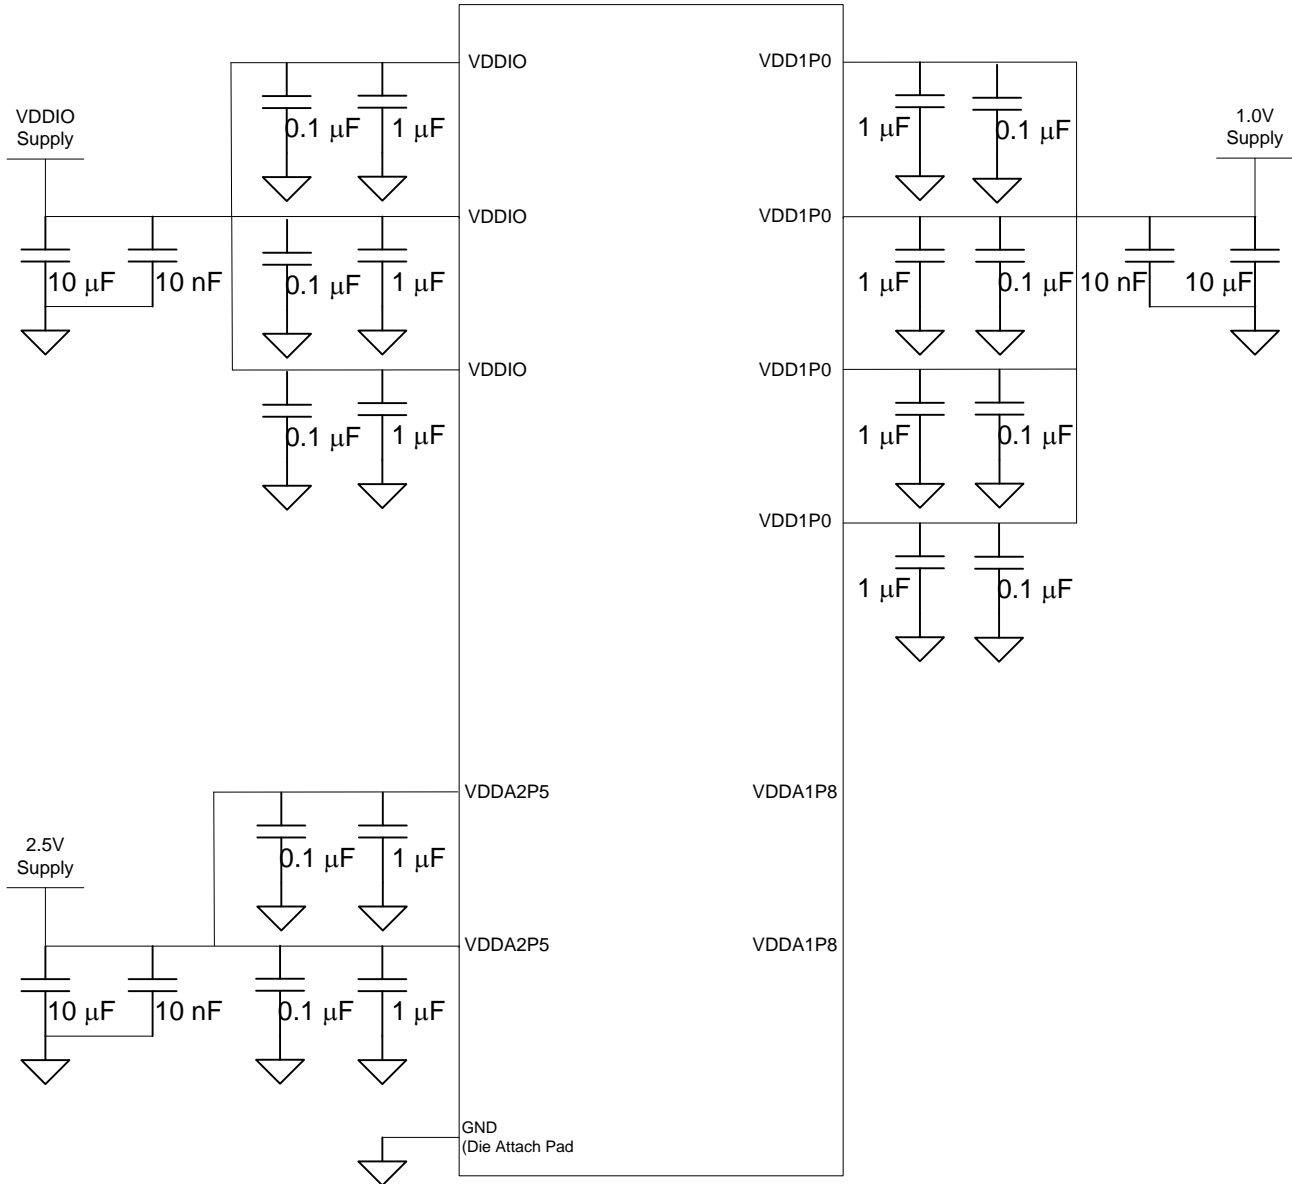 VDDIO
VDD1P0
VDDIO
Supply
0.1 μF
1 μF
1 μF
0.1 μF
1.0V
Supply
VDDIO
VDD1P0
10 μF
10 nF
0.1 μF
1 μF
1 μF
0.1 μF
10 nF
10 μF
VDDIO
VDD1P0
0.1 μF
1 μF
1 μF
0.1 μF
VDD1P0
1 μF
0.1 μF
VDDA2P5
VDDA1P8
2.5V
Supply
0.1 μF
1 μF
VDDA2P5
VDDA1P8
10 μF
10 nF
0.1 μF
1 μF
GND
(Die Attach Pad